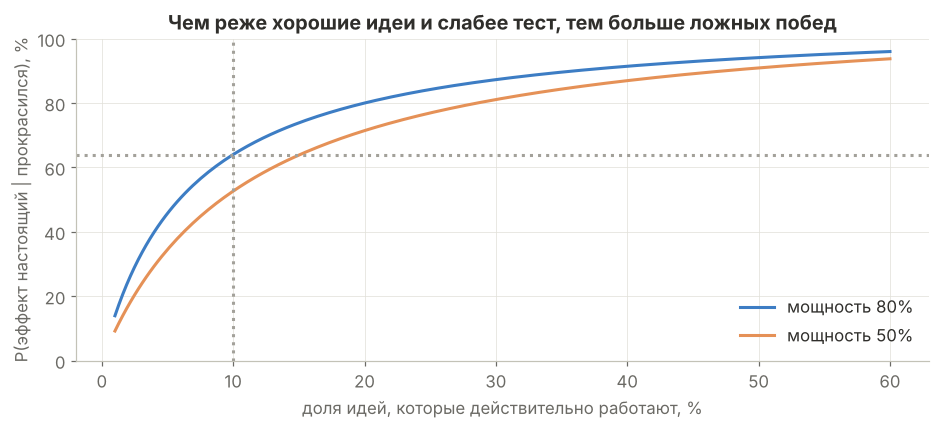 Чем реже хорошие идеи и слабее тест, тем больше ложных побед
P(эффект настоящий | прокрасился), %
100
80
60
40
20
0
мощность 80%
мощность 50%
0 10 20 30 40 50 60
доля идей, которые действительно работают, %